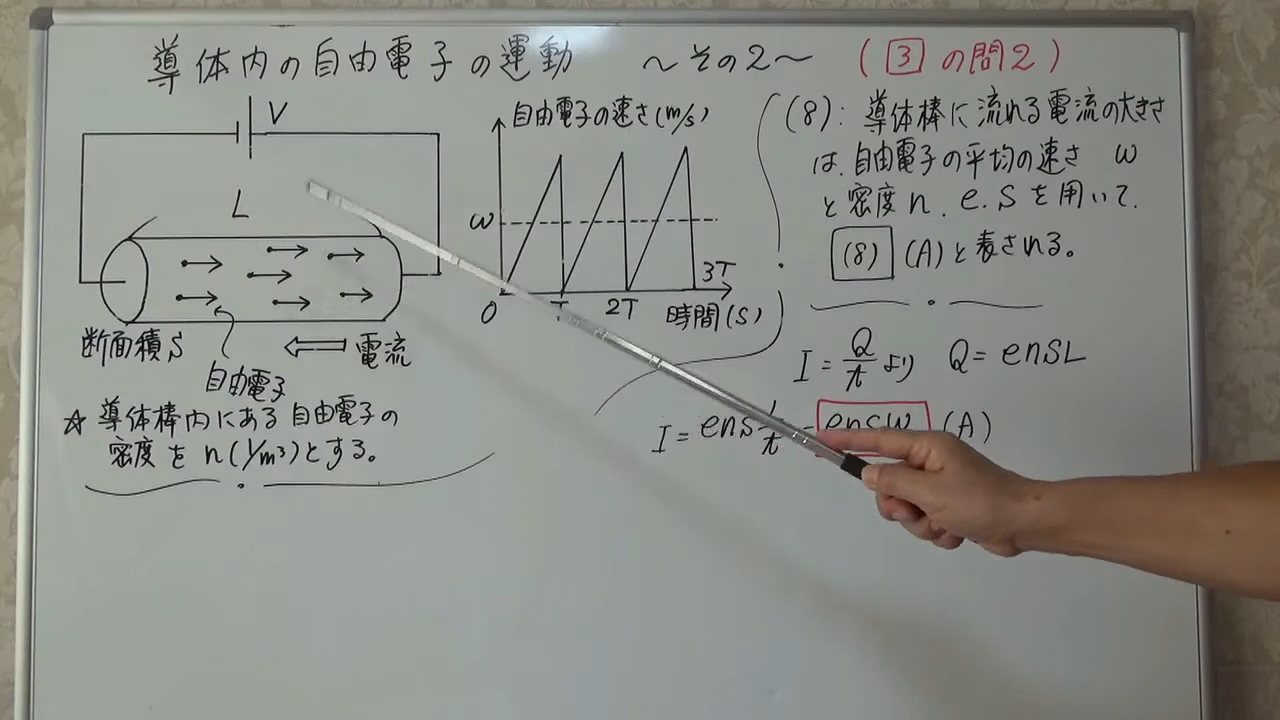 導体内の自由電子の運動 〜その2〜 (3の問2)
V
L
断面積S
電流
自由電子
☆ 導体棒内にある自由電子の
密度をn(1/m³)とする。
自由電子の速さ(m/s)
w
0
T
2T
3T
時間(s)
(8): 導体棒に流れる電流の大きさ
は、自由電子の平均の速さ w
と密度n、e、Sを用いて、
(8) (A)と表される。
I = Q/t より Q = enSL
I = enS L/t = enSw (A)